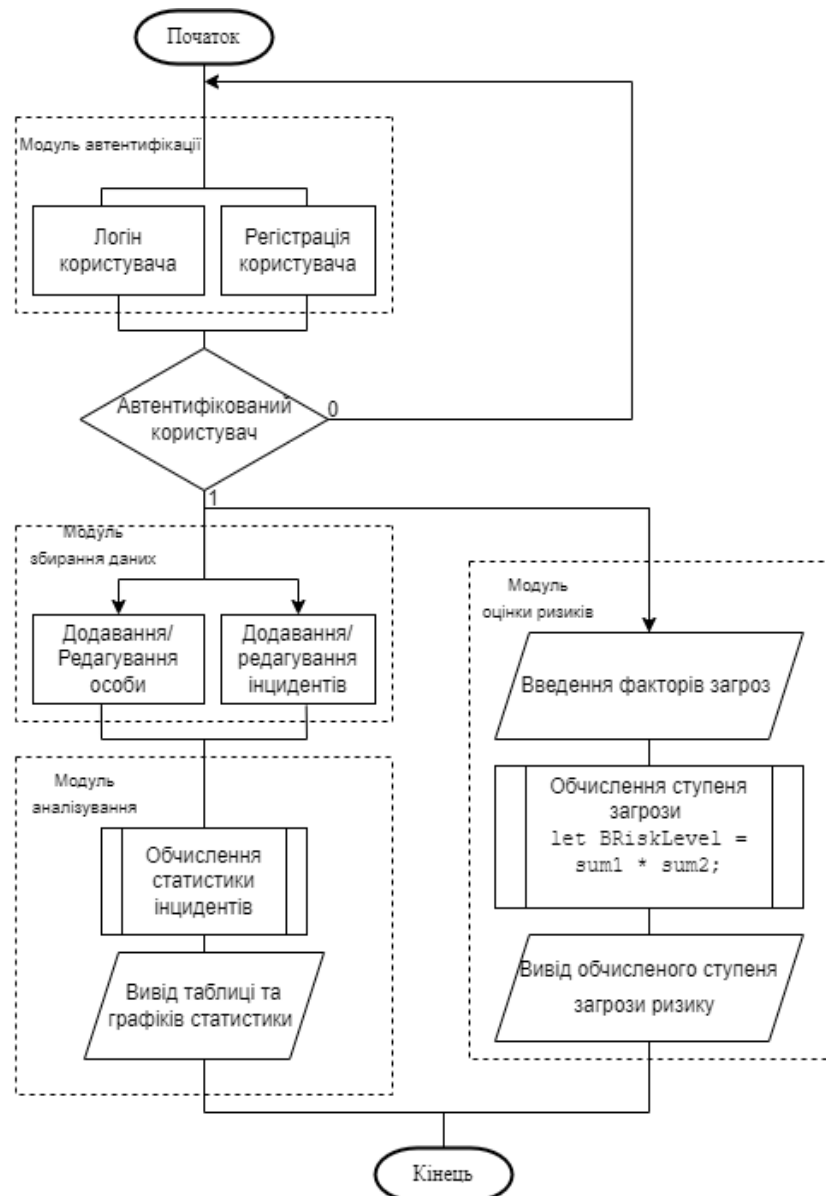 Початок
Модуль автентифікації
Логін
користувача
Регістрація
користувача
Автентифікований
користувач
0
1
Модуль
збирання даних
Додавання/
Редагування
особи
Додавання/
редагування
інцидентів
Модуль
оцінки ризиків
Введення факторів загроз
Обчислення ступеня
загрози
let BRiskLevel =
sum1 * sum2;
Вивід обчисленого ступеня
загрози ризику
Модуль
аналізування
Обчислення
статистики
інцидентів
Вивід таблиці та
графіків статистики
Кінець